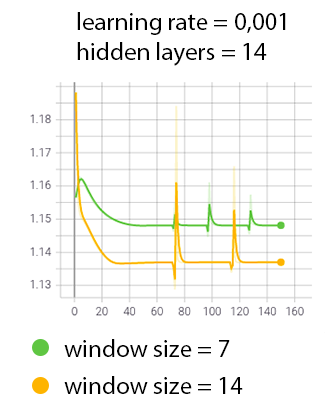 learning rate = 0,001
hidden layers = 14
1.18
1.17
1.16
1.15
1.14
1.13
0 20 40 60 80 100 120 140 160
window size = 7
window size = 14